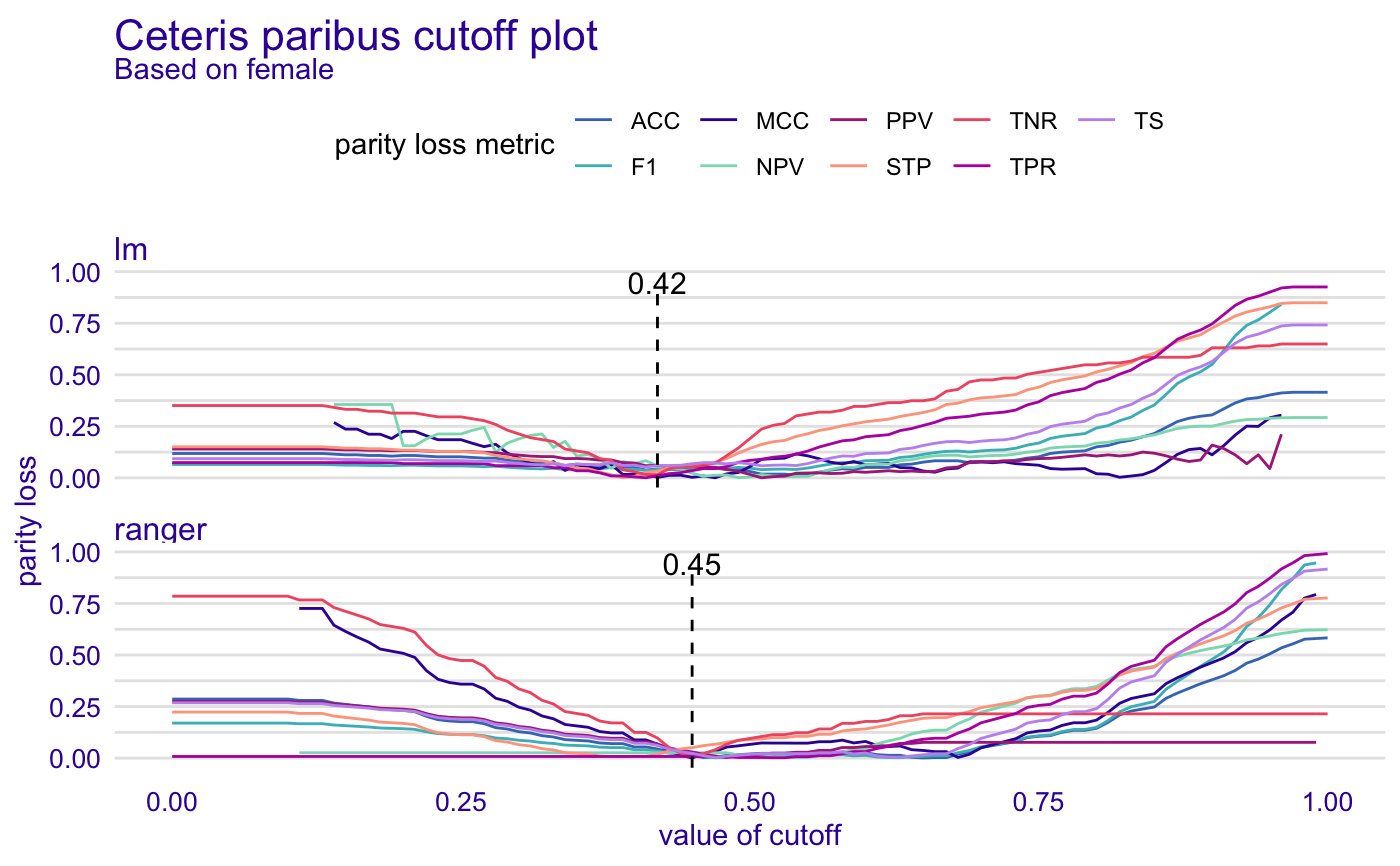 Ceteris paribus cutoff plot
Based on female
parity loss metric
ACC MCC PPV TNR TS
F1 NPV STP TPR
lm
1.00
0.75
0.50
0.25
0.00
0.42
ranger
1.00
0.75
0.50
0.25
0.00
0.45
parity loss
0.00 0.25 0.50 0.75 1.00
value of cutoff